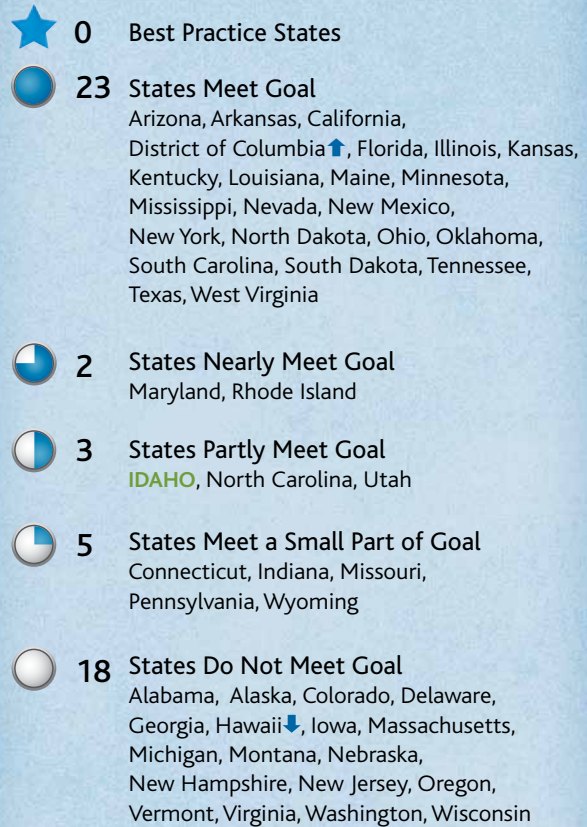 0 Best Practice States
23 States Meet Goal
Arizona, Arkansas, California,
District of Columbia⬆, Florida, Illinois, Kansas,
Kentucky, Louisiana, Maine, Minnesota,
Mississippi, Nevada, New Mexico,
New York, North Dakota, Ohio, Oklahoma,
South Carolina, South Dakota, Tennessee,
Texas, West Virginia
2 States Nearly Meet Goal
Maryland, Rhode Island
3 States Partly Meet Goal
IDAHO, North Carolina, Utah
5 States Meet a Small Part of Goal
Connecticut, Indiana, Missouri,
Pennsylvania, Wyoming
18 States Do Not Meet Goal
Alabama, Alaska, Colorado, Delaware,
Georgia, Hawaii⬇, Iowa, Massachusetts,
Michigan, Montana, Nebraska,
New Hampshire, New Jersey, Oregon,
Vermont, Virginia, Washington, Wisconsin